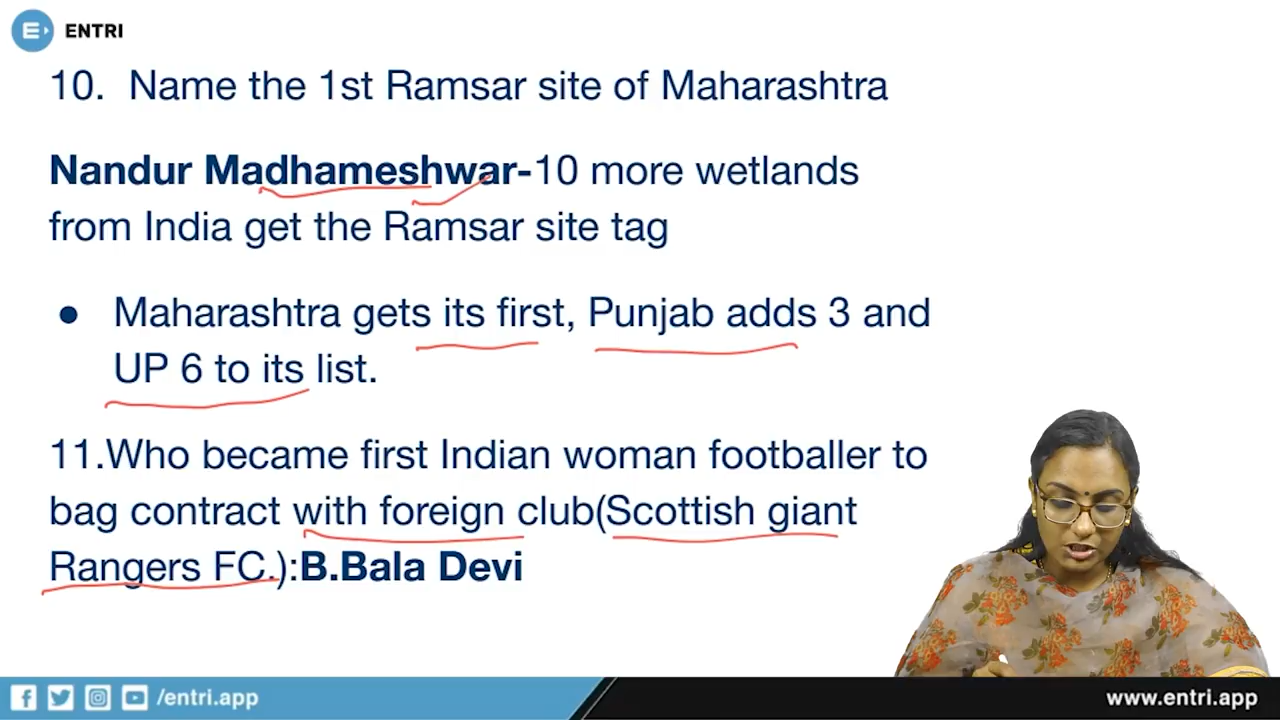 ENTRI
10. Name the 1st Ramsar site of Maharashtra
Nandur Madhameshwar-10 more wetlands
from India get the Ramsar site tag
● Maharashtra gets its first, Punjab adds 3 and
UP 6 to its list.
11.Who became first Indian woman footballer to
bag contract with foreign club(Scottish giant
Rangers FC.):B.Bala Devi
/entri.app
www.entri.app